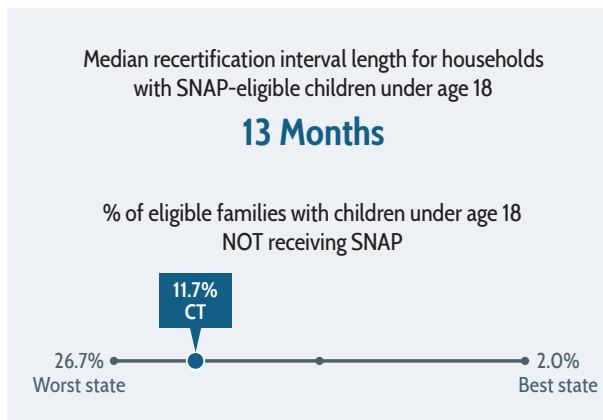 Median recertification interval length for households
with SNAP-eligible children under age 18
13 Months
% of eligible families with children under age 18
NOT receiving SNAP
11.7%
CT
26.7%
Worst state
2.0%
Best state